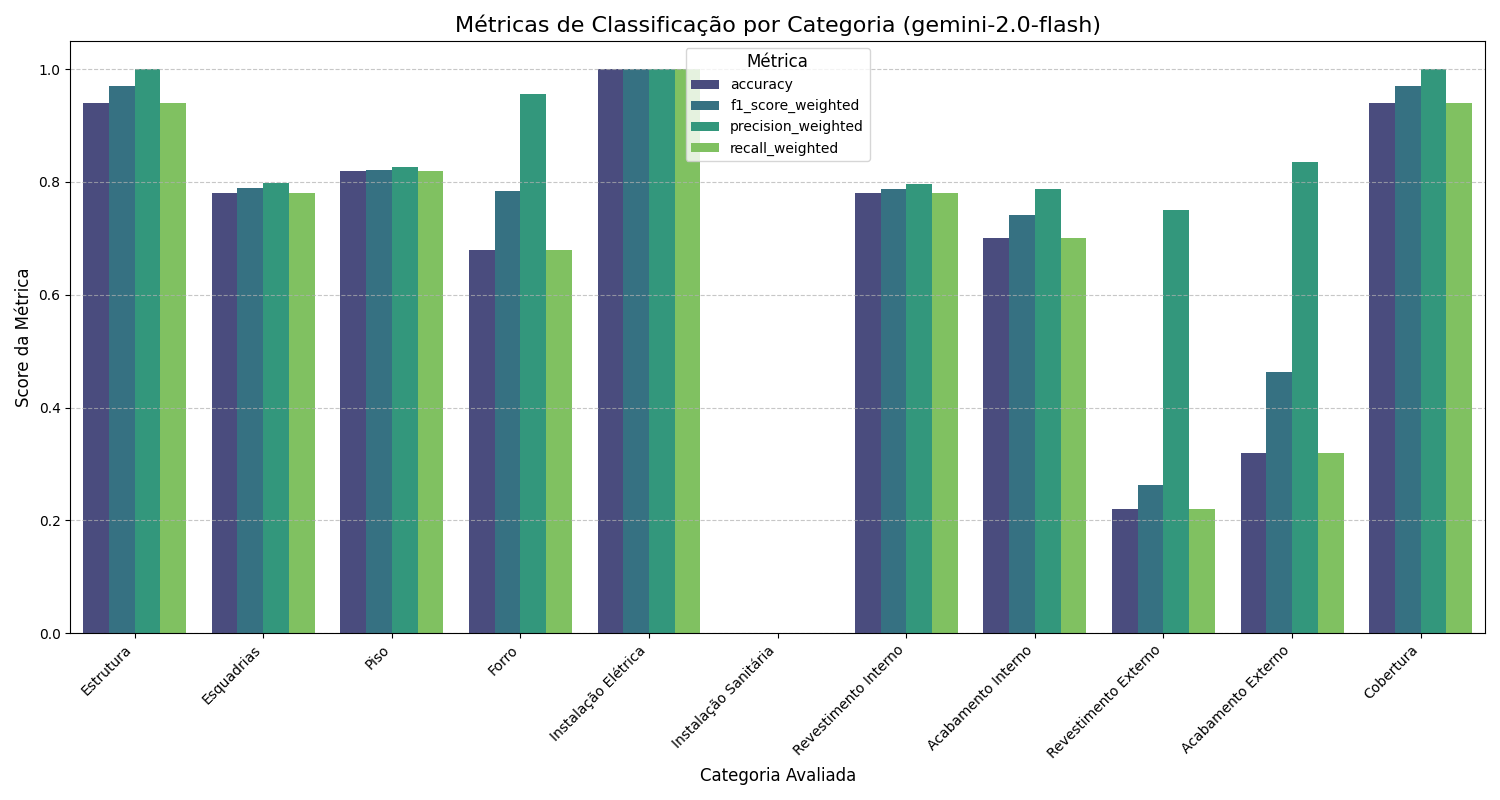 Métricas de Classificação por Categoria (gemini-2.0-flash)
Métrica
accuracy
f1_score_weighted
precision_weighted
recall_weighted
Score da Métrica
1.0
0.8
0.6
0.4
0.2
0.0
Estrutura
Esquadrias
Piso
Forro
Instalação Elétrica
Instalação Sanitária
Revestimento Interno
Acabamento Interno
Revestimento Externo
Acabamento Externo
Cobertura
Categoria Avaliada